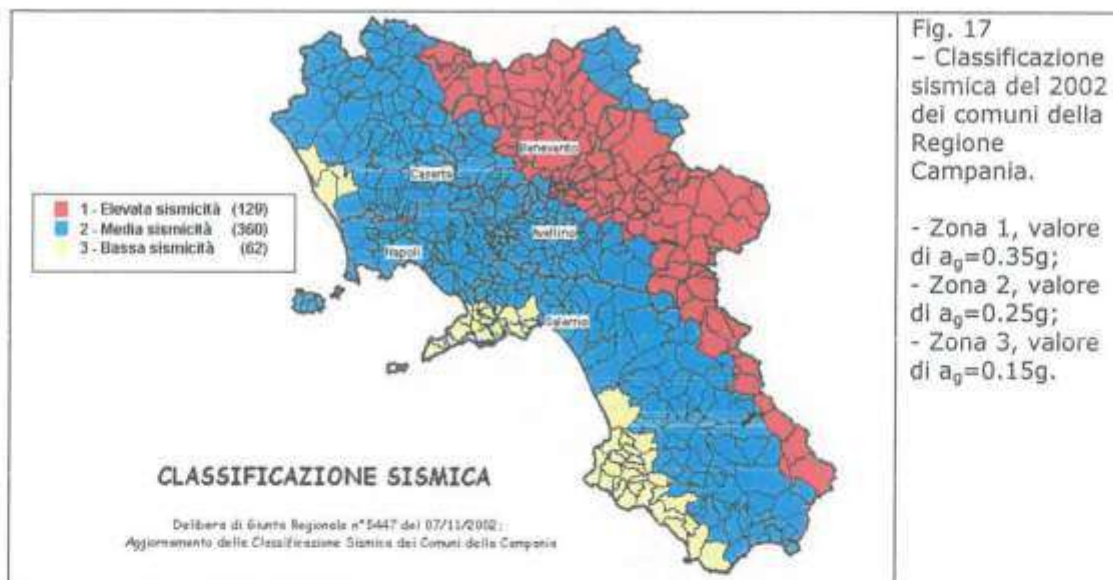 Fig. 17
– Classificazione
sismica del 2002
dei comuni della
Regione
Campania.
- Zona 1, valore
di ag=0.35g;
- Zona 2, valore
di ag=0.25g;
- Zona 3, valore
di ag=0.15g.
Benevento
Caserta
Avellino
Napoli
Salerno
1 - Elevata sismicità (129)
2 - Media sismicità (360)
3 - Bassa sismicità (62)
CLASSIFICAZIONE SISMICA
Delibera di Giunta Regionale n°5447 del 07/11/2002:
Aggiornamento della Classificazione Sismica dei Comuni della Campania